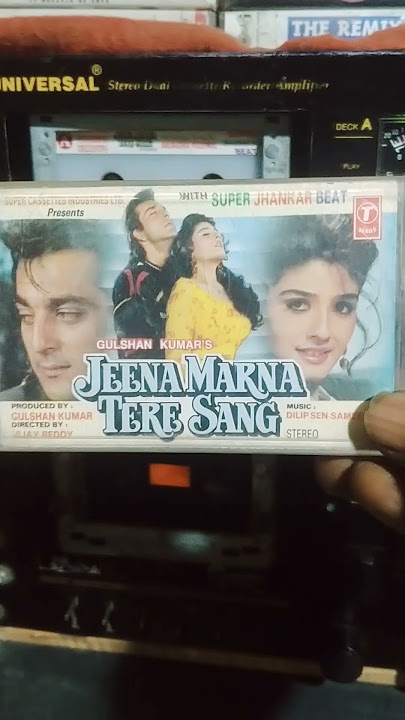 THE REMIX
UNIVERSAL®
Stereo Dual Cassette Recorder Amplifier
DECK A
PLAY
BEAT
SUPER CASSETTES INDUSTRIES LTD.
Presents
WITH SUPER JHANKAR BEAT
T
SERIES
GULSHAN KUMAR'S
JEENA MARNA
TERE SANG
PRODUCED BY :
GULSHAN KUMAR
DIRECTED BY :
VIJAY REDDY
MUSIC :
DILIP SEN-SAMEER
STEREO